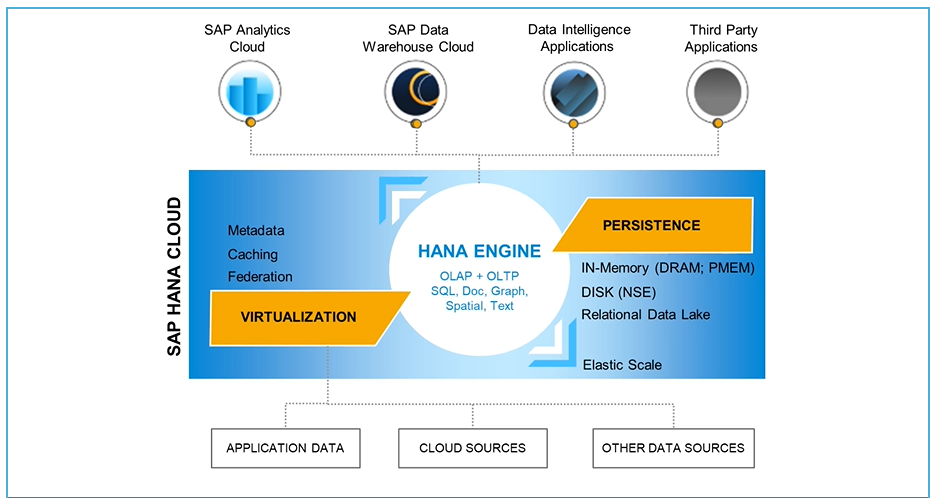 SAP Analytics
Cloud
SAP Data
Warehouse Cloud
Data Intelligence
Applications
Third Party
Applications
SAP HANA CLOUD
Metadata
Caching
Federation
VIRTUALIZATION
HANA ENGINE
OLAP + OLTP
SQL, Doc, Graph,
Spatial, Text
PERSISTENCE
IN-Memory (DRAM; PMEM)
DISK (NSE)
Relational Data Lake
Elastic Scale
APPLICATION DATA
CLOUD SOURCES
OTHER DATA SOURCES